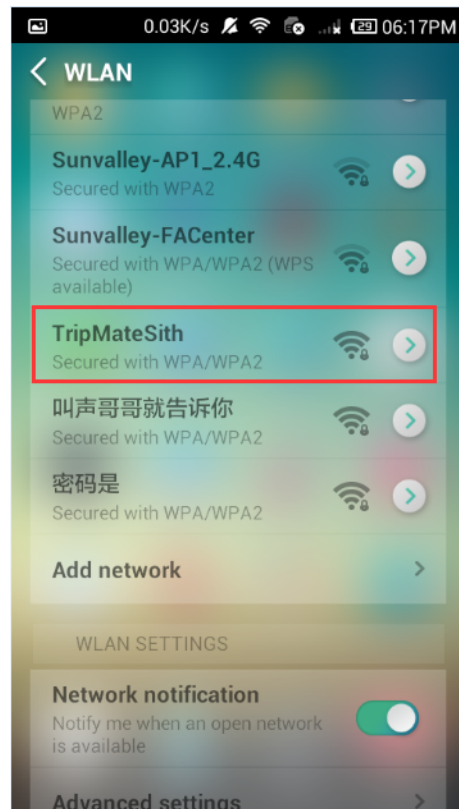 0.03K/s 29 06:17PM
WLAN
WPA2
Sunvalley-AP1_2.4G
Secured with WPA2
Sunvalley-FACenter
Secured with WPA/WPA2 (WPS
available)
TripMateSith
Secured with WPA/WPA2
叫声哥哥就告诉你
Secured with WPA/WPA2
密码是
Secured with WPA/WPA2
Add network
WLAN SETTINGS
Network notification
Notify me when an open network
is available
Advanced settings